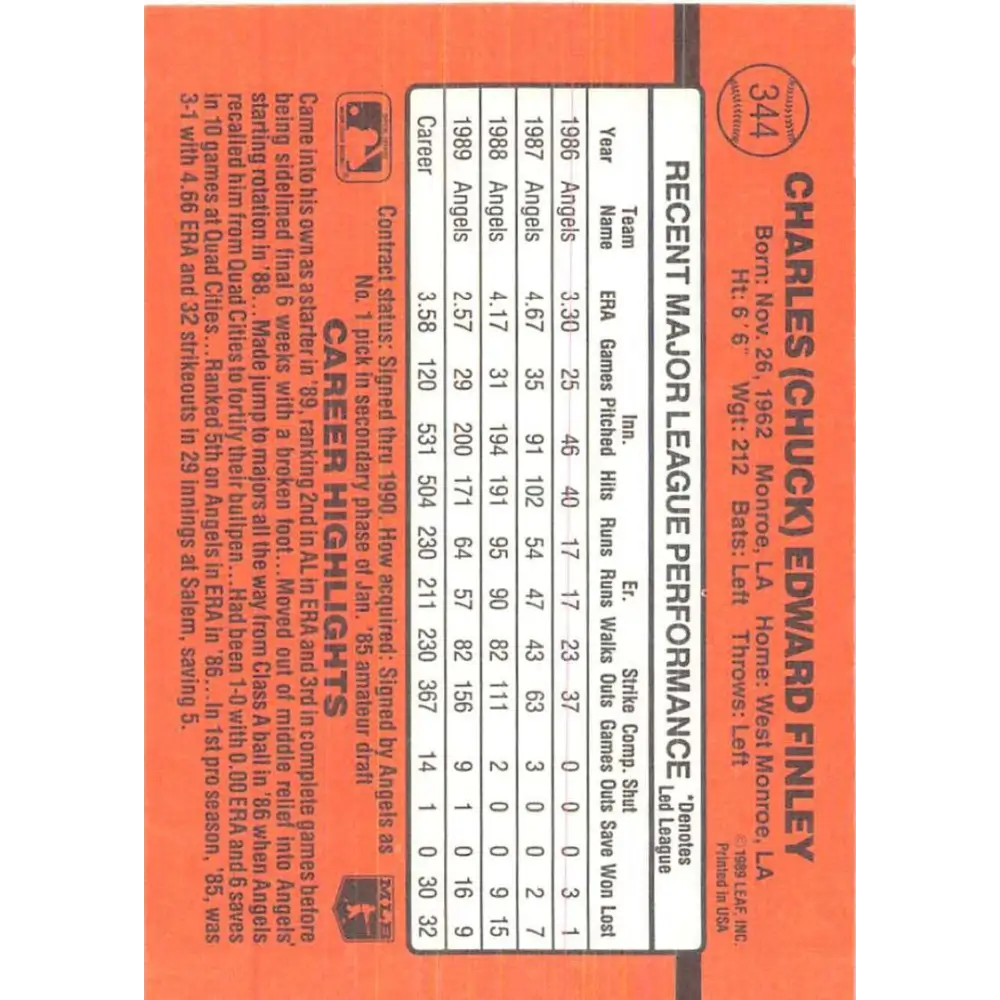 344
CHARLES (CHUCK) EDWARD FINLEY
Born: Nov. 26, 1962 Monroe, LA Home: West Monroe, LA
Ht: 6'6" Wgt: 212 Bats: Left Throws: Left
© 1989 LEAF, INC.
Printed in USA
RECENT MAJOR LEAGUE PERFORMANCE *Denotes Led League
Team Inn. Er. Strike Comp. Shut
Year Name ERA Games Pitched Hits Runs Runs Walks Outs Games Outs Save Won Lost
1986 Angels 3.30 25 46 40 17 17 23 37 0 0 0 3 1
1987 Angels 4.67 35 91 102 54 47 43 63 3 0 0 2 7
1988 Angels 4.17 31 194 191 95 90 82 111 2 0 0 9 15
1989 Angels 2.57 29 200 171 64 57 82 156 9 1 0 16 9
Career 3.58 120 531 504 230 211 230 367 14 1 0 30 32
Contract status: Signed thru 1990. How acquired: Signed by Angels as
No. 1 pick in secondary phase of Jan. '85 amateur draft
MLB
CAREER HIGHLIGHTS
Came into his own as a starter in '89, ranking 2nd in AL in ERA and 3rd in complete games before
being sidelined final 6 weeks with a broken foot...Moved out of middle relief into Angels'
starting rotation in '88...Made jump to majors all the way from Class A ball in '86 when Angels
recalled him from Quad Cities to fortify their bullpen...Had been 1-0 with 0.00 ERA and 6 saves
in 10 games at Quad Cities...Ranked 5th on Angels in ERA in '86...In 1st pro season, '85, was
3-1 with 4.66 ERA and 32 strikeouts in 29 innings at Salem, saving 5.